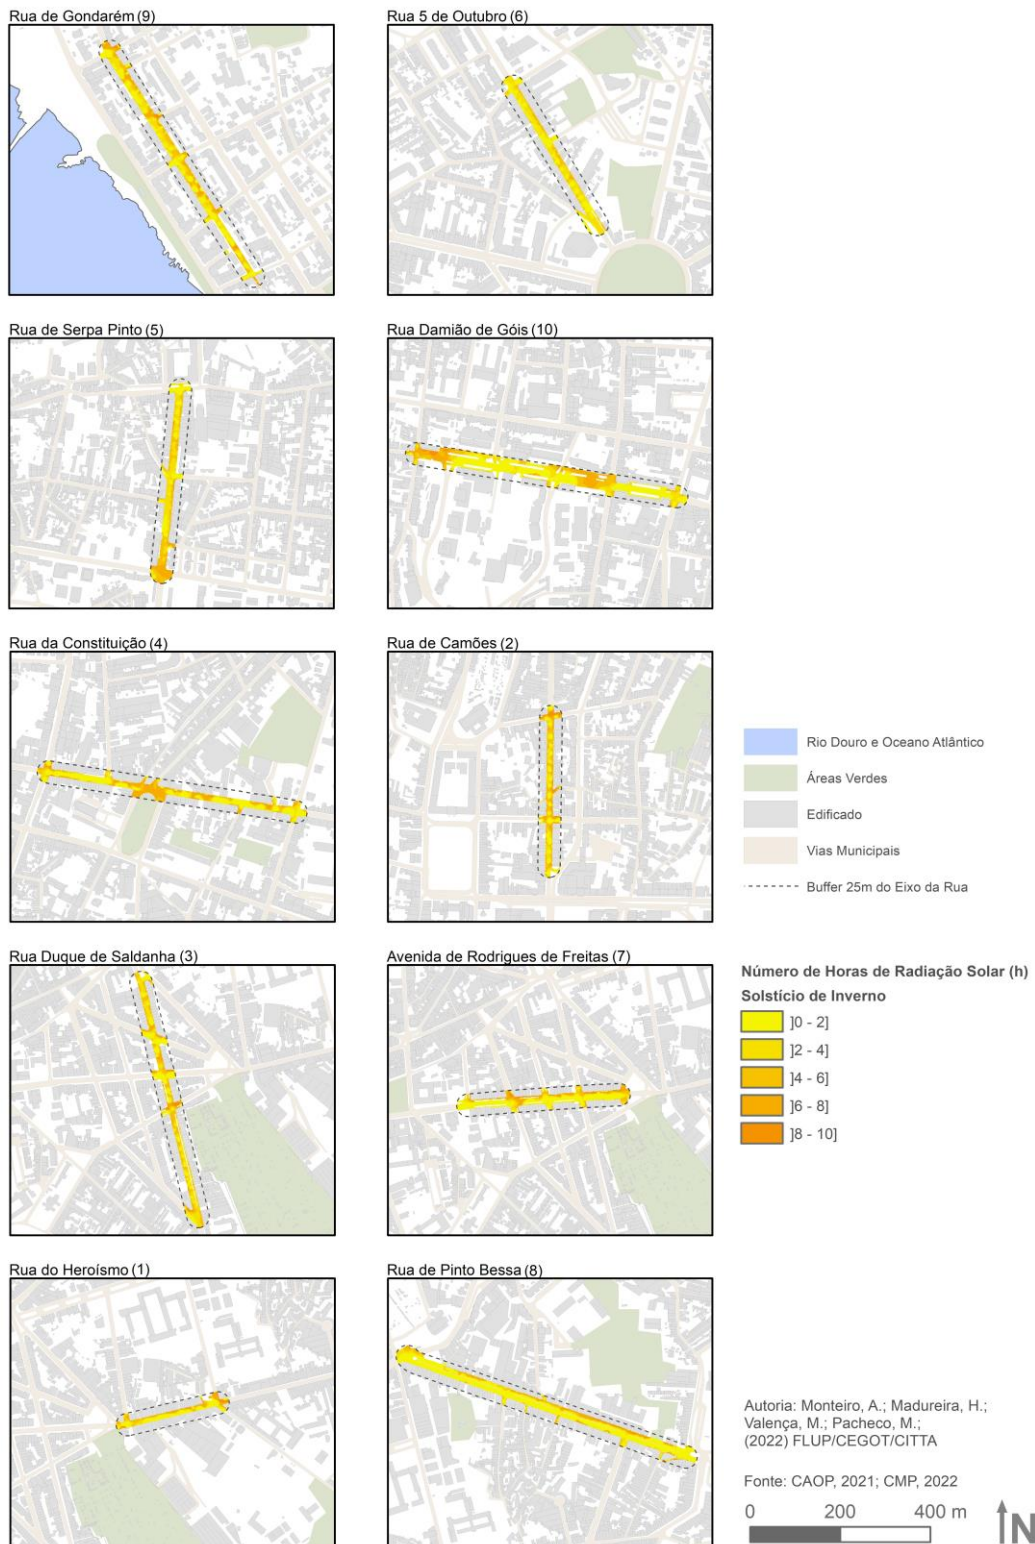 Rua de Gondarém (9)
Rua 5 de Outubro (6)
Rua de Serpa Pinto (5)
Rua Damião de Góis (10)
Rua da Constituição (4)
Rua de Camões (2)
Rio Douro e Oceano Atlântico
Áreas Verdes
Edificado
Vias Municipais
Buffer 25m do Eixo da Rua
Rua Duque de Saldanha (3)
Avenida de Rodrigues de Freitas (7)
Número de Horas de Radiação Solar (h)
Solstício de Inverno
]0 - 2]
]2 - 4]
]4 - 6]
]6 - 8]
]8 - 10]
Rua do Heroísmo (1)
Rua de Pinto Bessa (8)
Autoria: Monteiro, A.; Madureira, H.;
Valença, M.; Pacheco, M.;
(2022) FLUP/CEGOT/CITTA
Fonte: CAOP, 2021; CMP, 2022
0 200 400 m
N